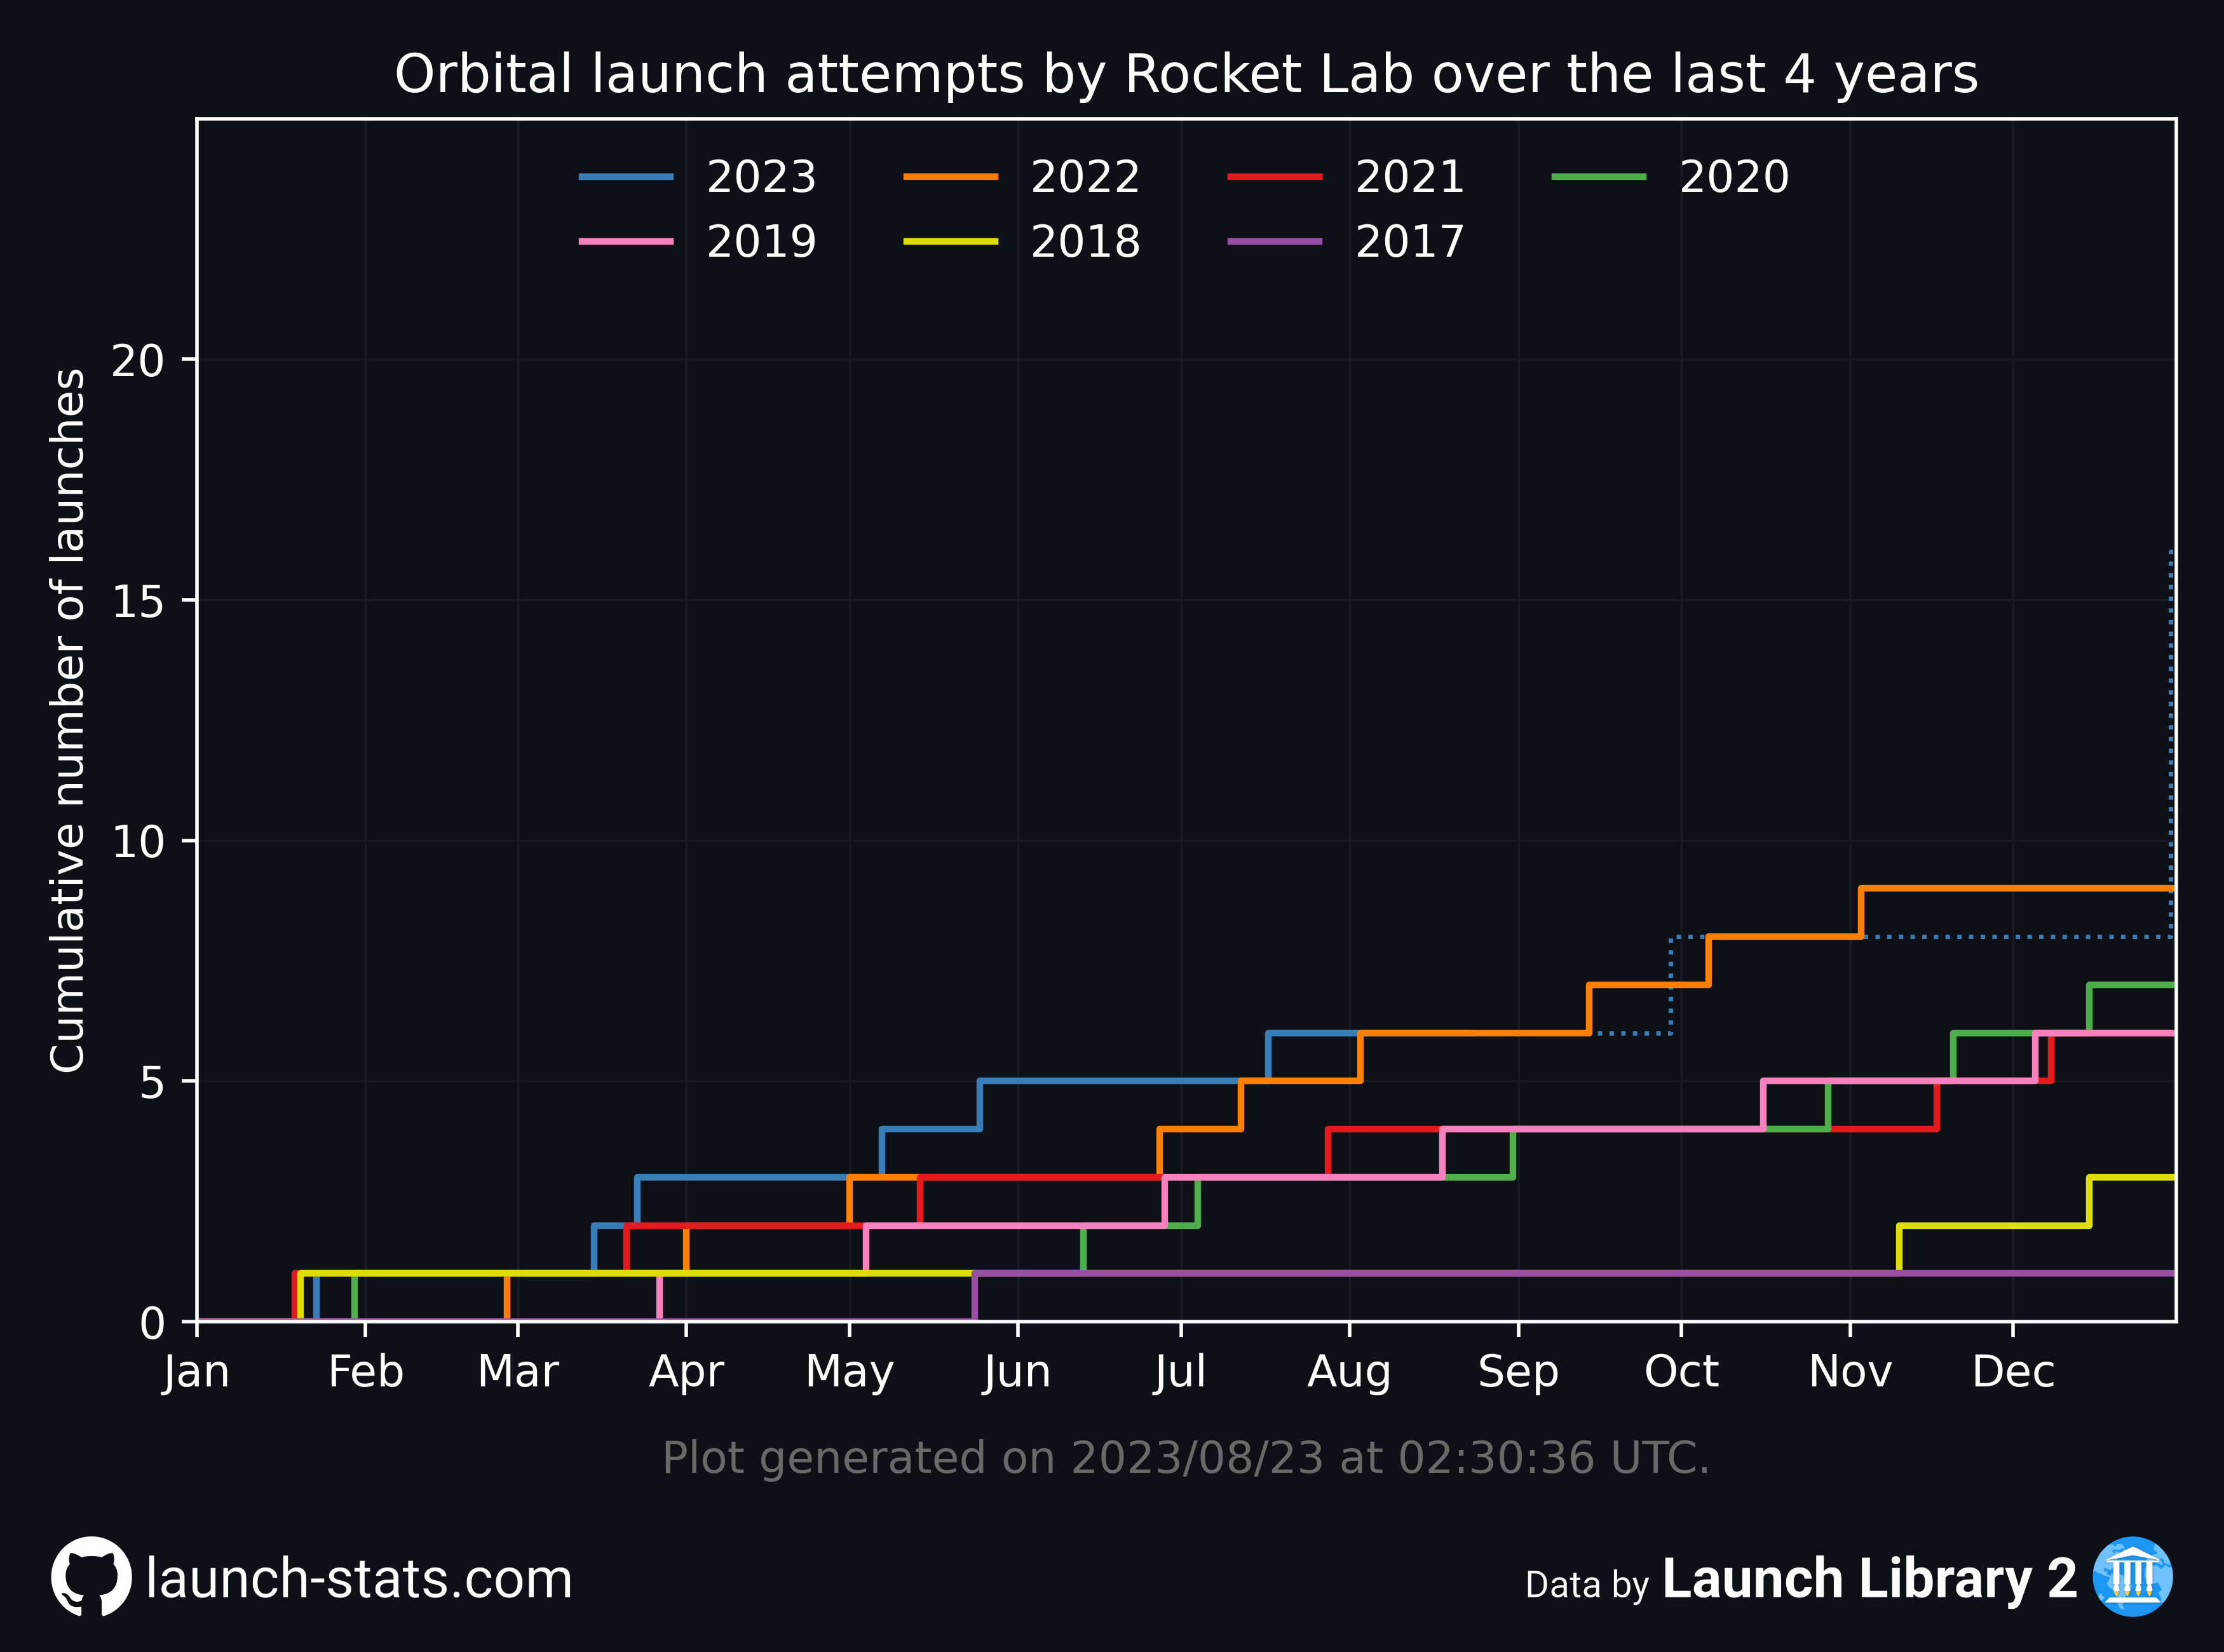 Orbital launch attempts by Rocket Lab over the last 4 years
2023 2022 2021 2020
2019 2018 2017
Cumulative number of launches
20
15
10
5
0
Jan Feb Mar Apr May Jun Jul Aug Sep Oct Nov Dec
Plot generated on 2023/08/23 at 02:30:36 UTC.
launch-stats.com
Data by Launch Library 2